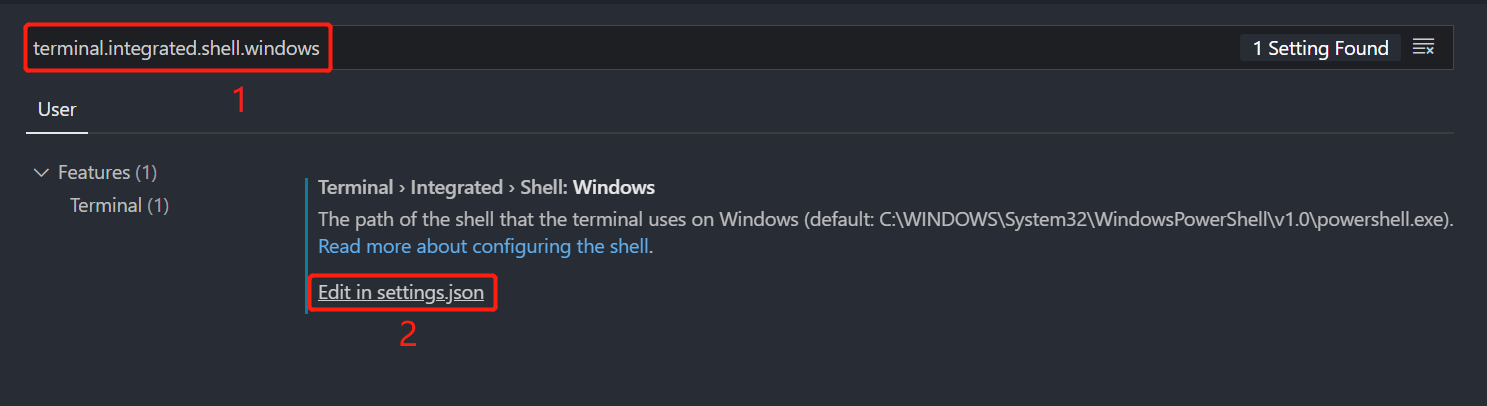 terminal.integrated.shell.windows
1 Setting Found
1
User
Features (1)
Terminal (1)
Terminal › Integrated › Shell: Windows
The path of the shell that the terminal uses on Windows (default: C:\WINDOWS\System32\WindowsPowerShell\v1.0\powershell.exe).
Read more about configuring the shell.
Edit in settings.json
2